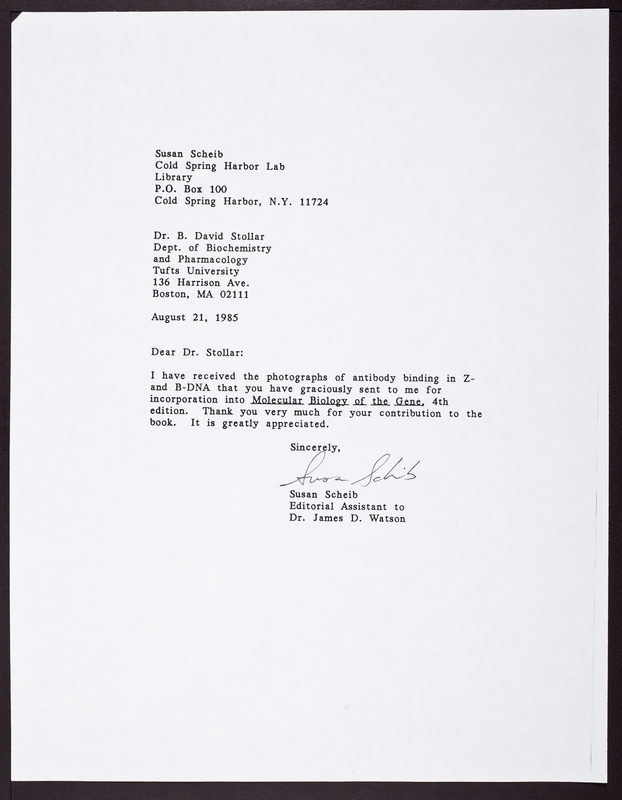 Susan Scheib
Cold Spring Harbor Lab
Library
P.O. Box 100
Cold Spring Harbor, N.Y. 11724
Dr. B. David Stollar
Dept. of Biochemistry
and Pharmacology
Tufts University
136 Harrison Ave.
Boston, MA 02111
August 21, 1985
Dear Dr. Stollar:
I have received the photographs of antibody binding in Z-
and B-DNA that you have graciously sent to me for
incorporation into Molecular Biology of the Gene, 4th
edition. Thank you very much for your contribution to the
book. It is greatly appreciated.
Sincerely,
Susan Scheib
Susan Scheib
Editorial Assistant to
Dr. James D. Watson